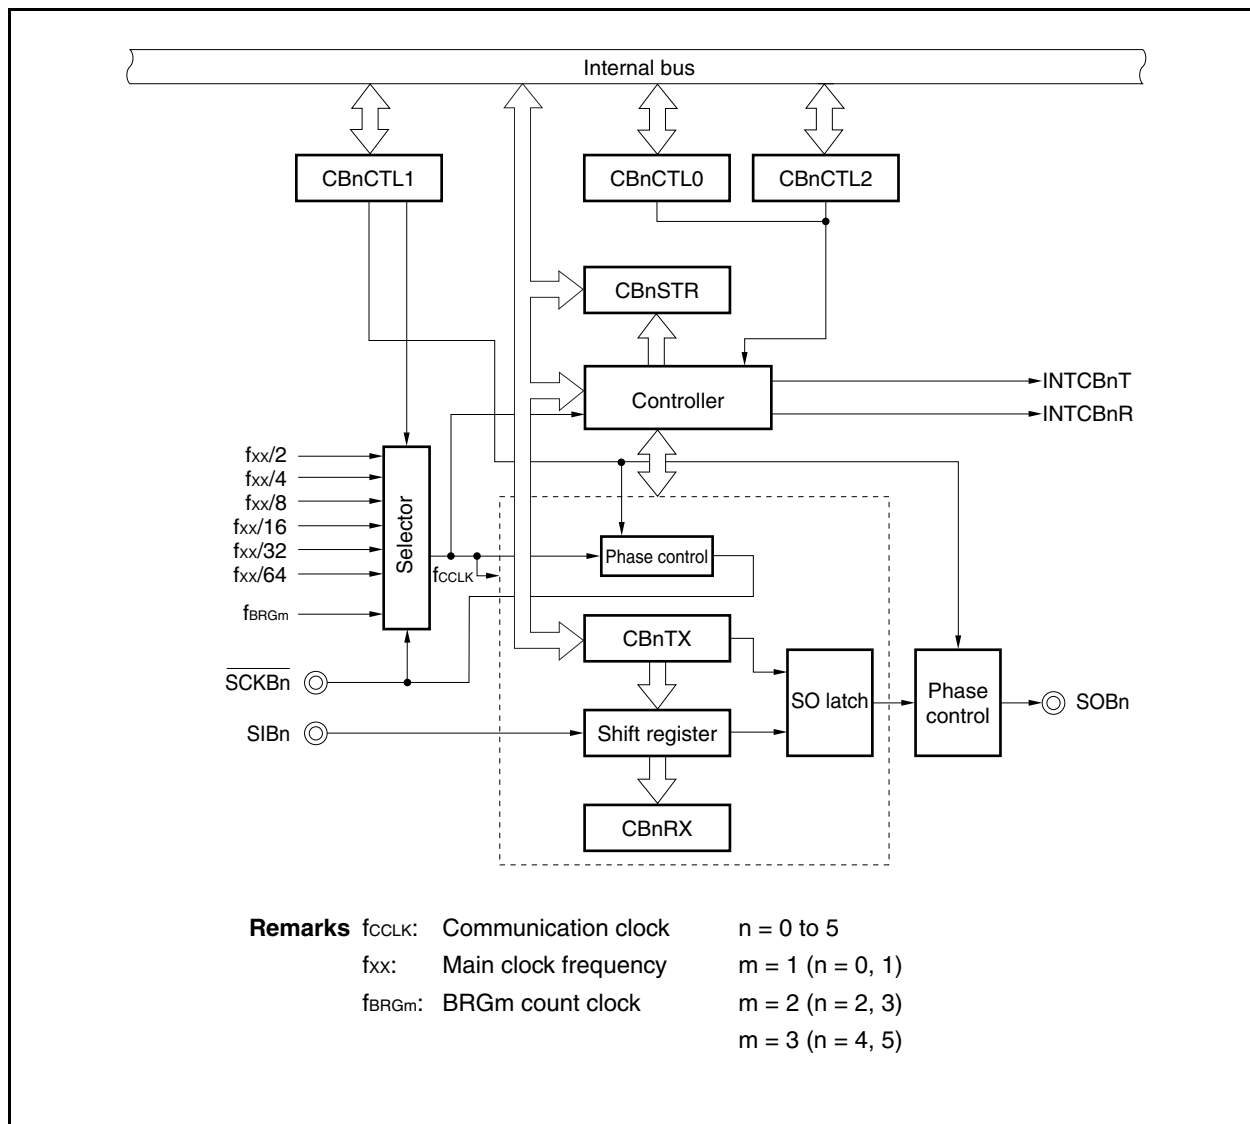 Internal bus
CBnCTL1
CBnCTL0
CBnCTL2
CBnSTR
Controller
INTCBnT
INTCBnR
fxx/2
fxx/4
fxx/8
fxx/16
fxx/32
fxx/64
fBRGm
Selector
fCCLK
Phase control
CBnTX
SCKBn
SIBn
Shift register
SO latch
Phase
control
SOBn
CBnRX
Remarks fCCLK: Communication clock n = 0 to 5
fxx: Main clock frequency m = 1 (n = 0, 1)
fBRGm: BRGm count clock m = 2 (n = 2, 3)
m = 3 (n = 4, 5)